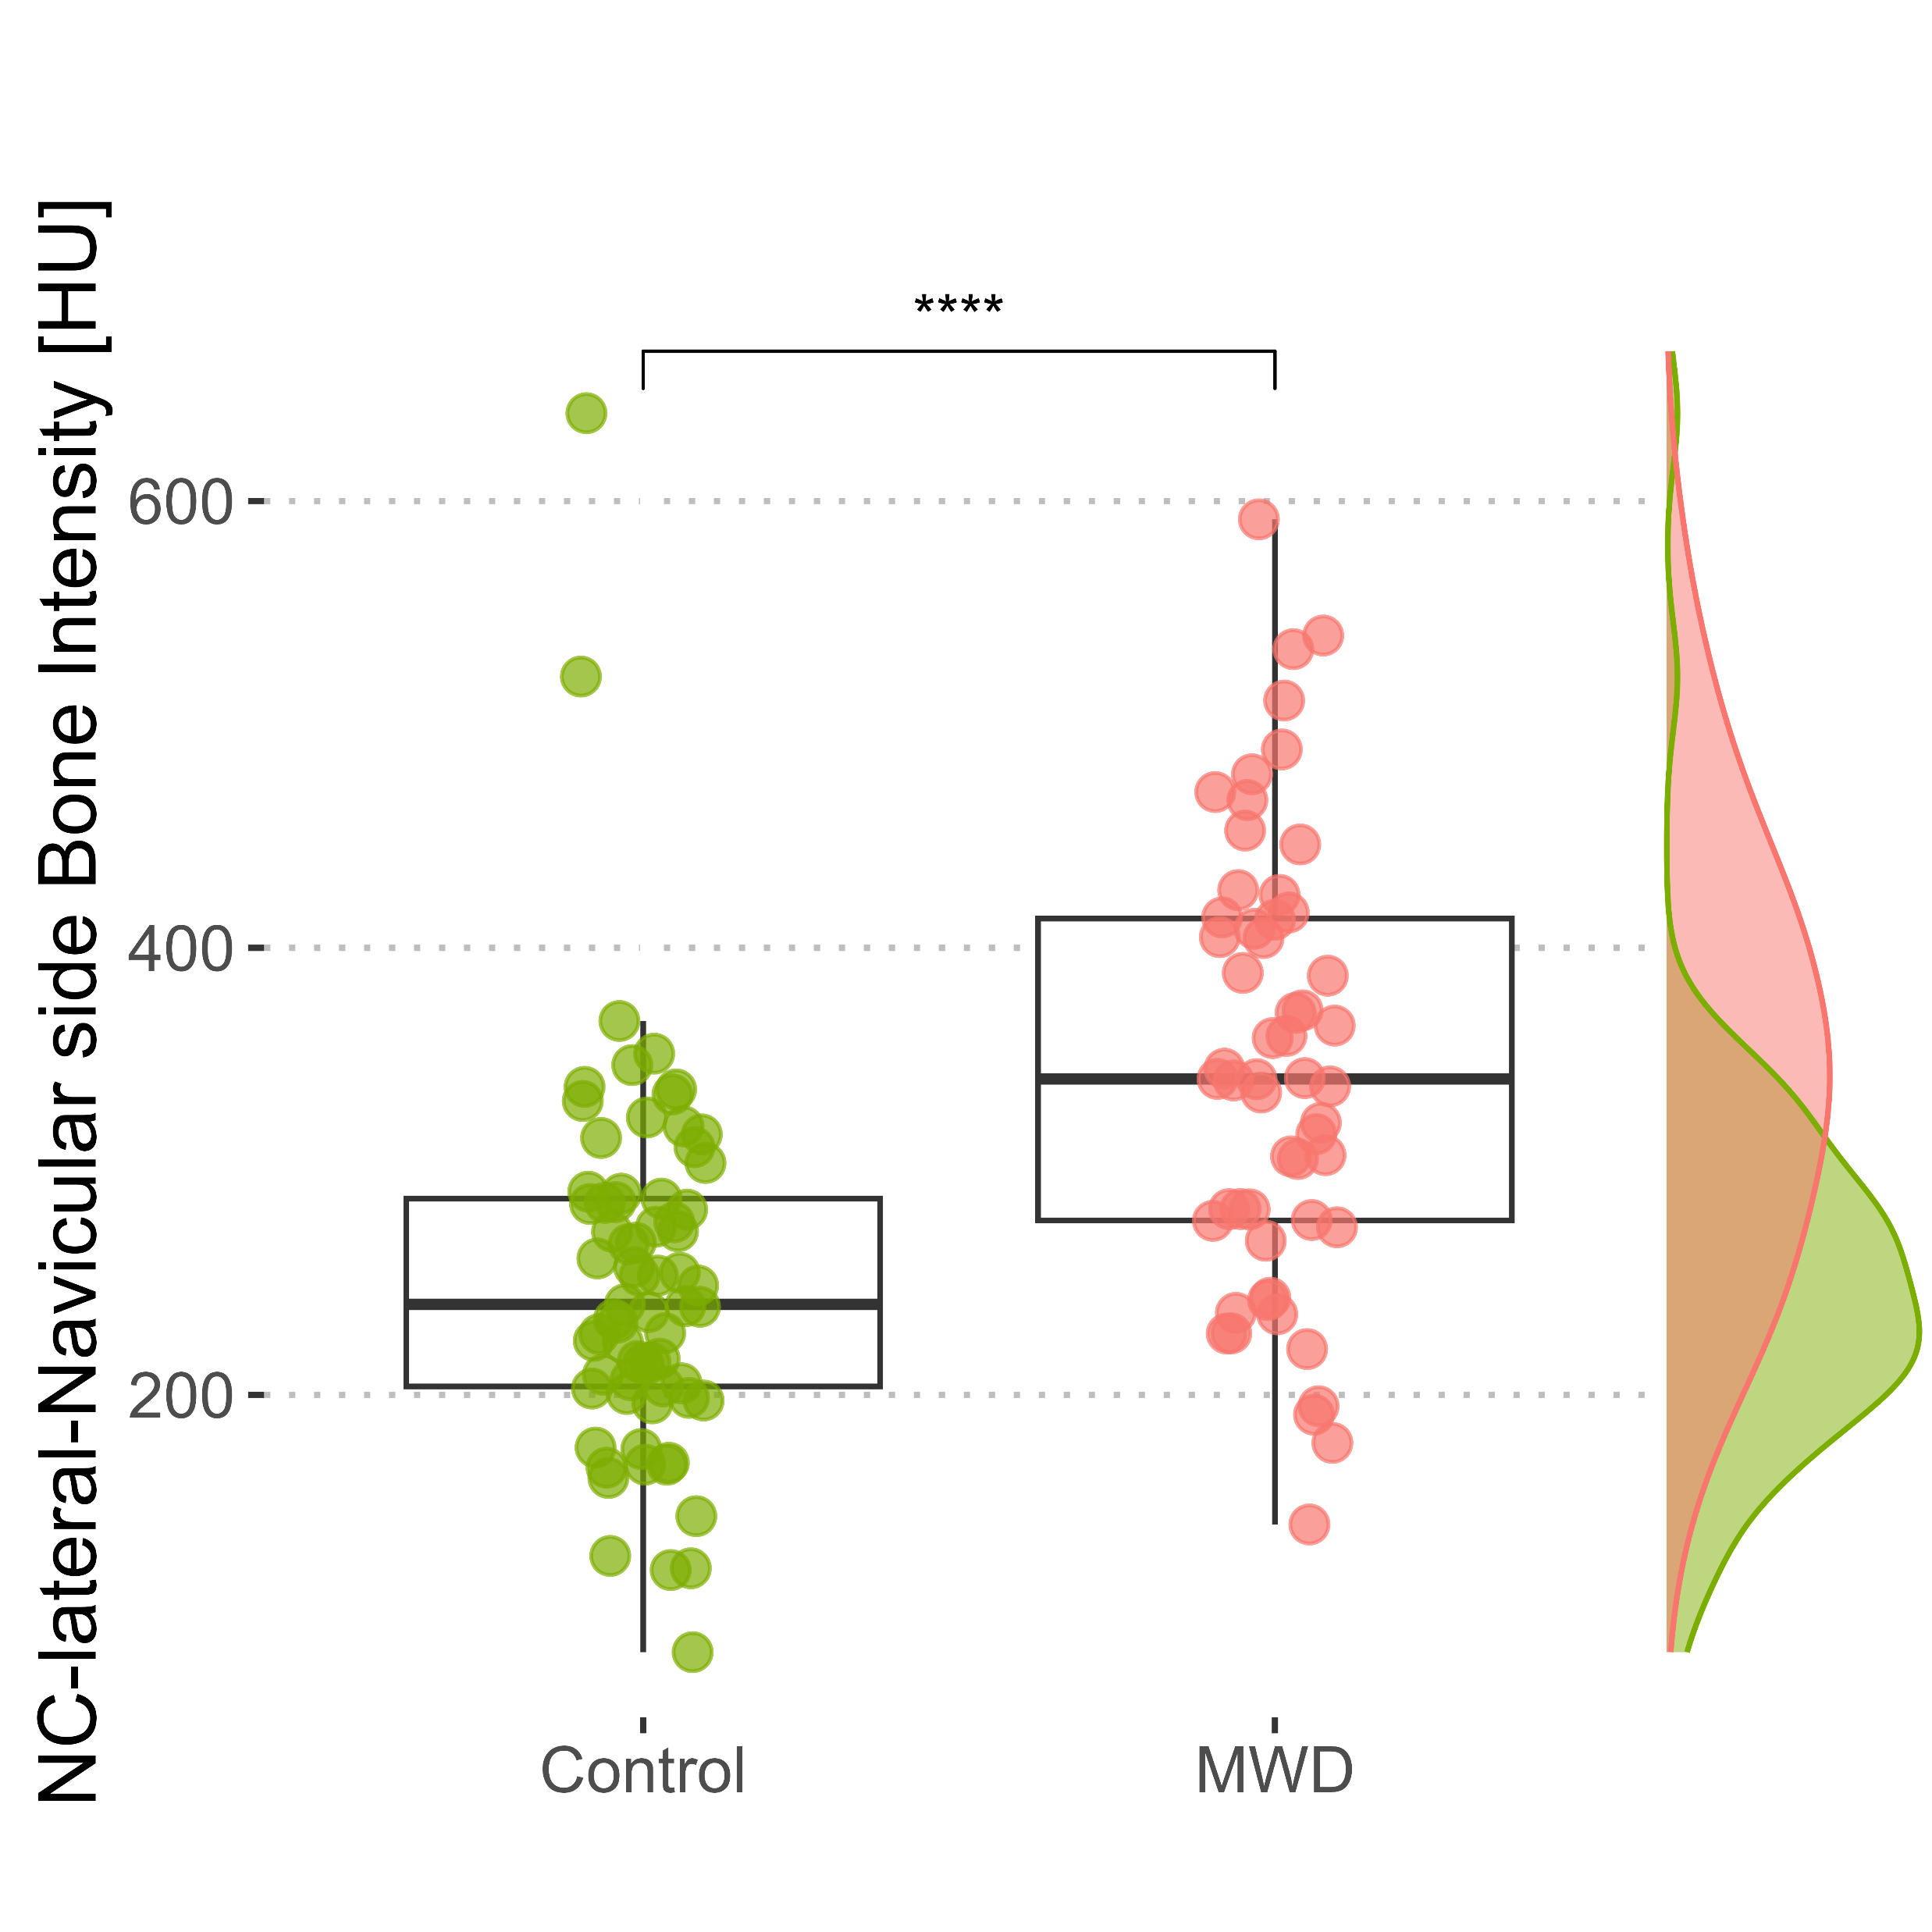 NC-lateral-Navicular side Bone Intensity [HU]
****
600
400
200
Control
MWD